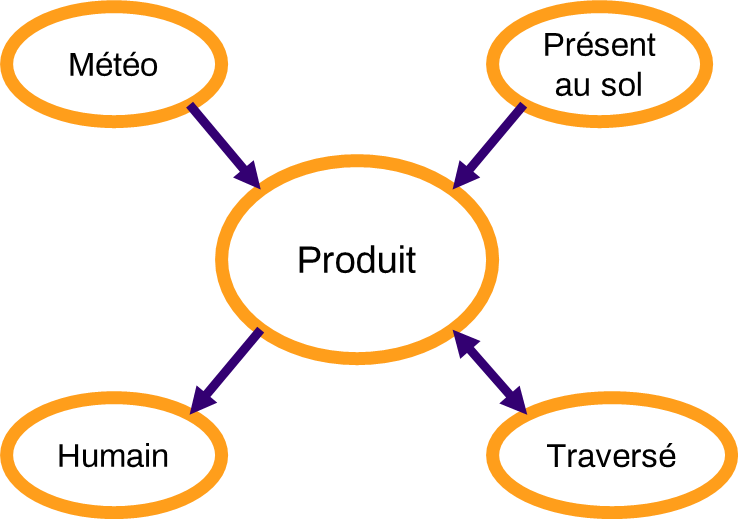 Météo
Présent
au sol
Produit
Humain
Traversé